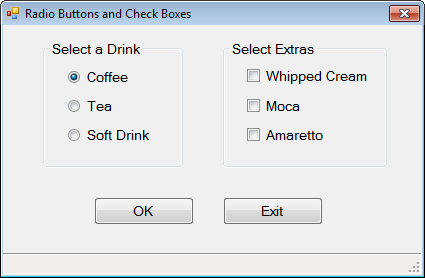 Radio Buttons and Check Boxes
Select a Drink
Coffee
Tea
Soft Drink
Select Extras
Whipped Cream
Moca
Amaretto
OK
Exit